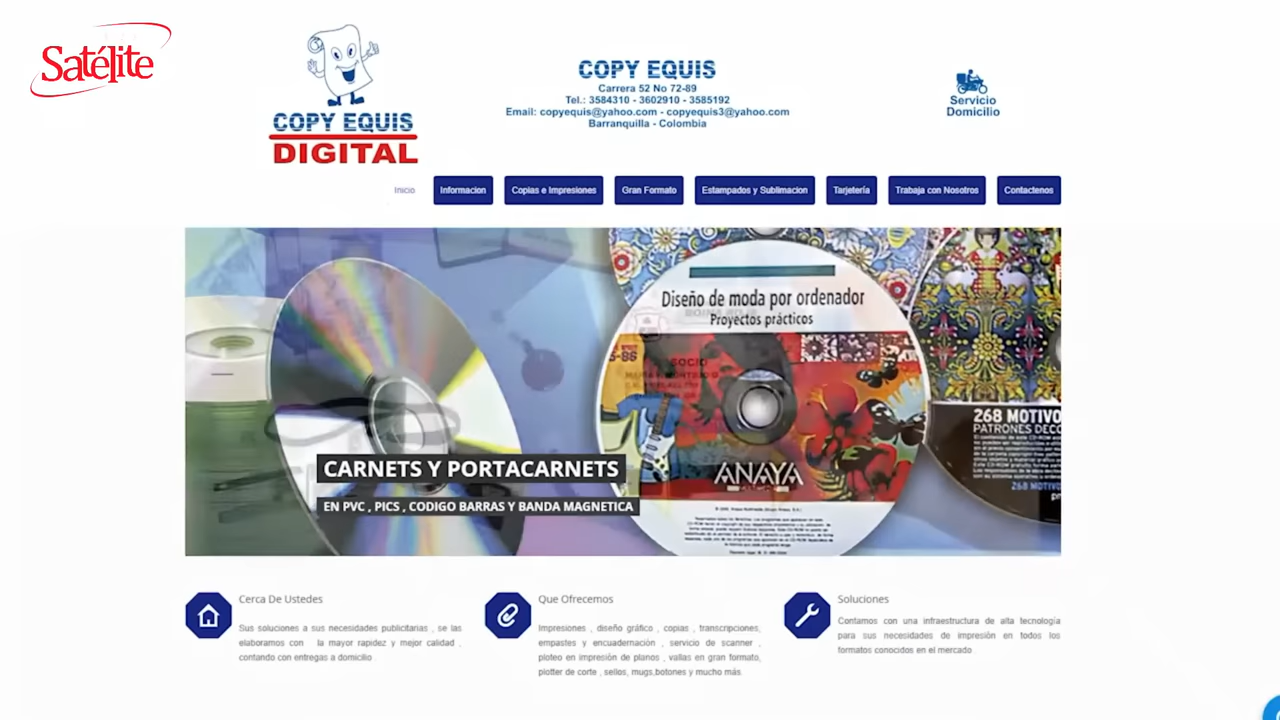 Satélite
COPY EQUIS
DIGITAL
COPY EQUIS
Carrera 52 No 72-89
Tel.: 3584310 - 3602910 - 3585192
Email: copyequis@yahoo.com - copyequis3@yahoo.com
Barranquilla - Colombia
Servicio
Domicilio
Inicio
Informacion
Copias e Impresiones
Gran Formato
Estampados y Sublimacion
Tarjetería
Trabaja con Nosotros
Contactenos
Diseño de moda por ordenador
Proyectos prácticos
ANAYA
268 MOTIVO
PATRONES DECO
268 MOTIVO
CARNETS Y PORTACARNETS
EN PVC , PICS , CODIGO BARRAS Y BANDA MAGNETICA
Cerca De Ustedes
Sus soluciones a sus necesidades publicitarias , se las
elaboramos con la mayor rapidez y mejor calidad ,
contando con entregas a domicilio
Que Ofrecemos
Impresiones , diseño gráfico , copias , transcripciones,
empastes y encuadernación , servicio de scanner ,
ploteo en impresión de planos , vallas en gran formato,
plotter de corte , sellos, mugs,botones y mucho más.
Soluciones
Contamos con una infraestructura de alta tecnología
para sus necesidades de impresión en todos los
formatos conocidos en el mercado